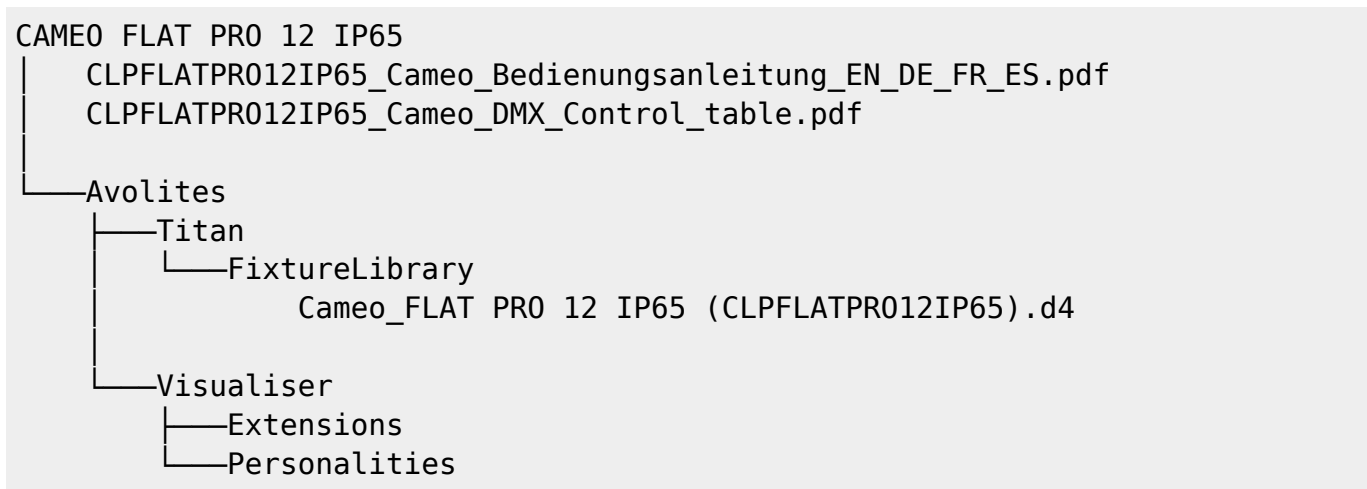 CAMEO FLAT PRO 12 IP65
│   CLPFLATPRO12IP65_Cameo_Bedienungsanleitung_EN_DE_FR_ES.pdf
│   CLPFLATPRO12IP65_Cameo_DMX_Control_table.pdf
│
└───Avolites
    ├───Titan
    │   └───FixtureLibrary
    │           Cameo_FLAT PRO 12 IP65 (CLPFLATPRO12IP65).d4
    │
    └───Visualiser
        ├───Extensions
        └───Personalities